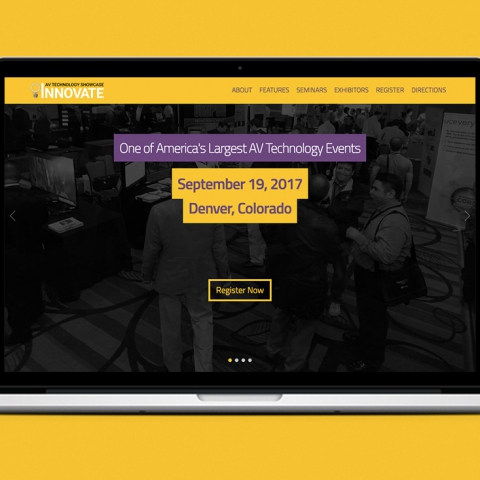 AV TECHNOLOGY SHOWCASE
INNOVATE
ABOUT FEATURES SEMINARS EXHIBITORS REGISTER DIRECTIONS
One of America's Largest AV Technology Events
September 19, 2017
Denver, Colorado
Register Now